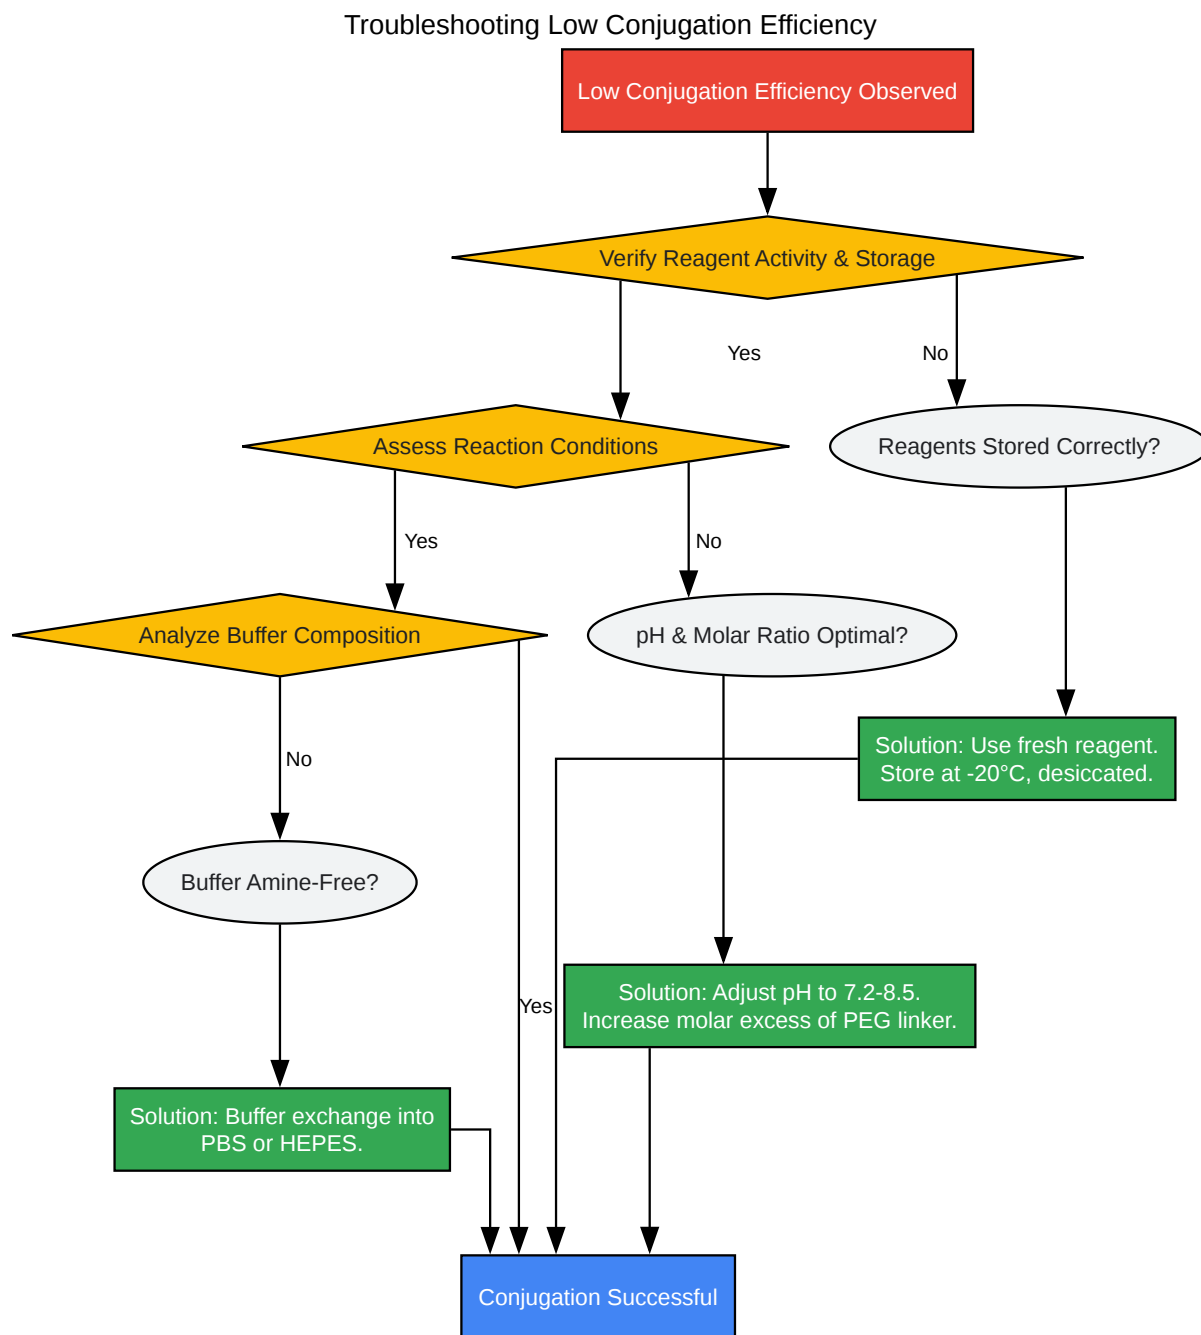 Troubleshooting Low Conjugation Efficiency
Low Conjugation Efficiency Observed
Verify Reagent Activity & Storage
Yes
No
Assess Reaction Conditions
Reagents Stored Correctly?
Yes
No
Analyze Buffer Composition
pH & Molar Ratio Optimal?
Solution: Use fresh reagent.
Store at -20°C, desiccated.
No
Buffer Amine-Free?
Yes
Solution: Adjust pH to 7.2-8.5.
Increase molar excess of PEG linker.
Solution: Buffer exchange into
PBS or HEPES.
Conjugation Successful